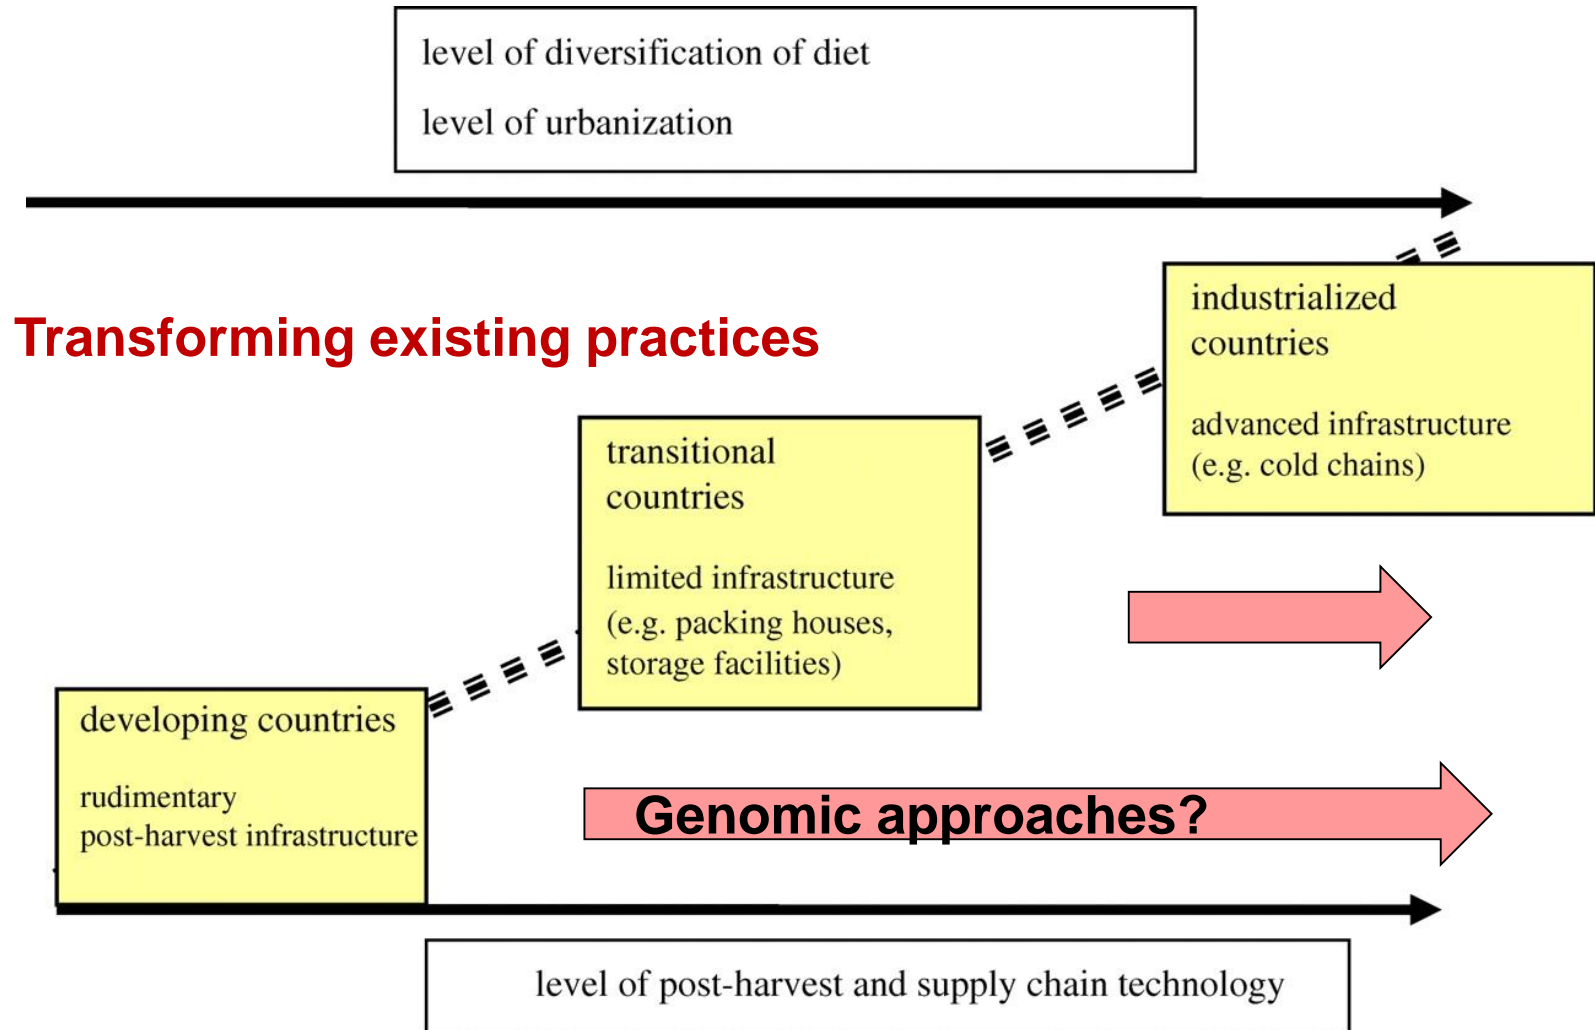 level of diversification of diet
level of urbanization
Transforming existing practices
industrialized
countries
advanced infrastructure
(e.g. cold chains)
transitional
countries
limited infrastructure
(e.g. packing houses,
storage facilities)
developing countries
rudimentary
post-harvest infrastructure
Genomic approaches?
level of post-harvest and supply chain technology